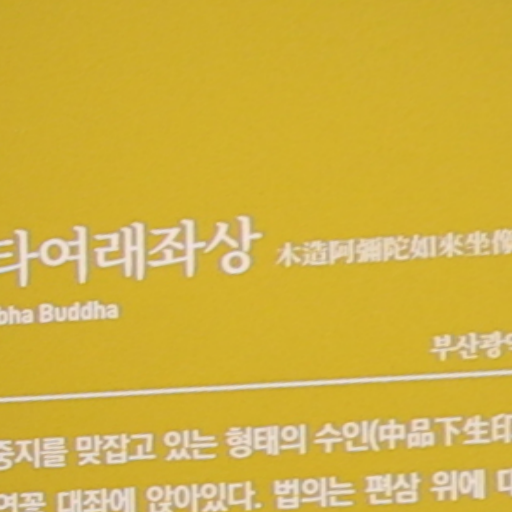 타여래좌상 木造阿彌陀如來坐像
bha Buddha
부산광역
중지를 맞잡고 있는 형태의 수인(中品下生印
연꽃 대좌에 앉아있다. 법의는 편삼 위에 대